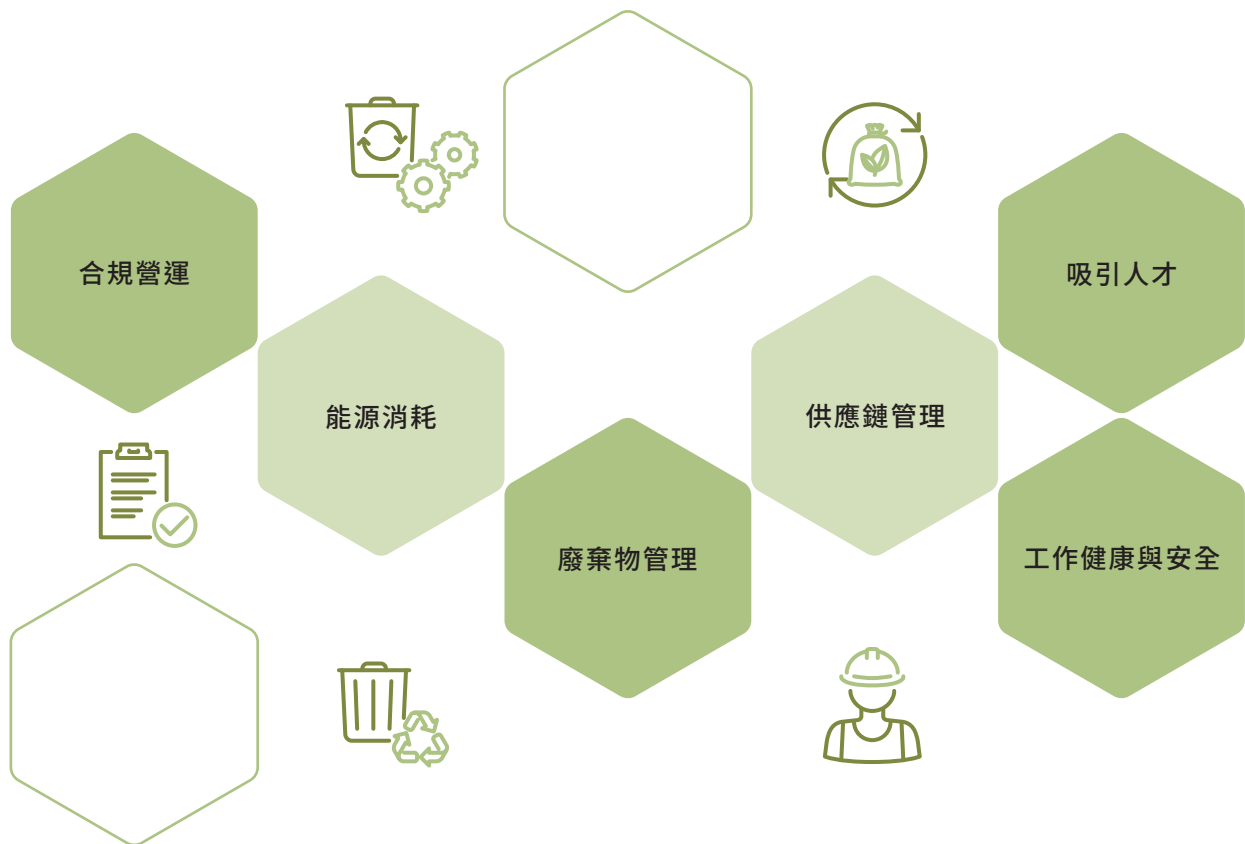 合規營運
吸引人才
能源消耗
供應鏈管理
廢棄物管理
工作健康與安全